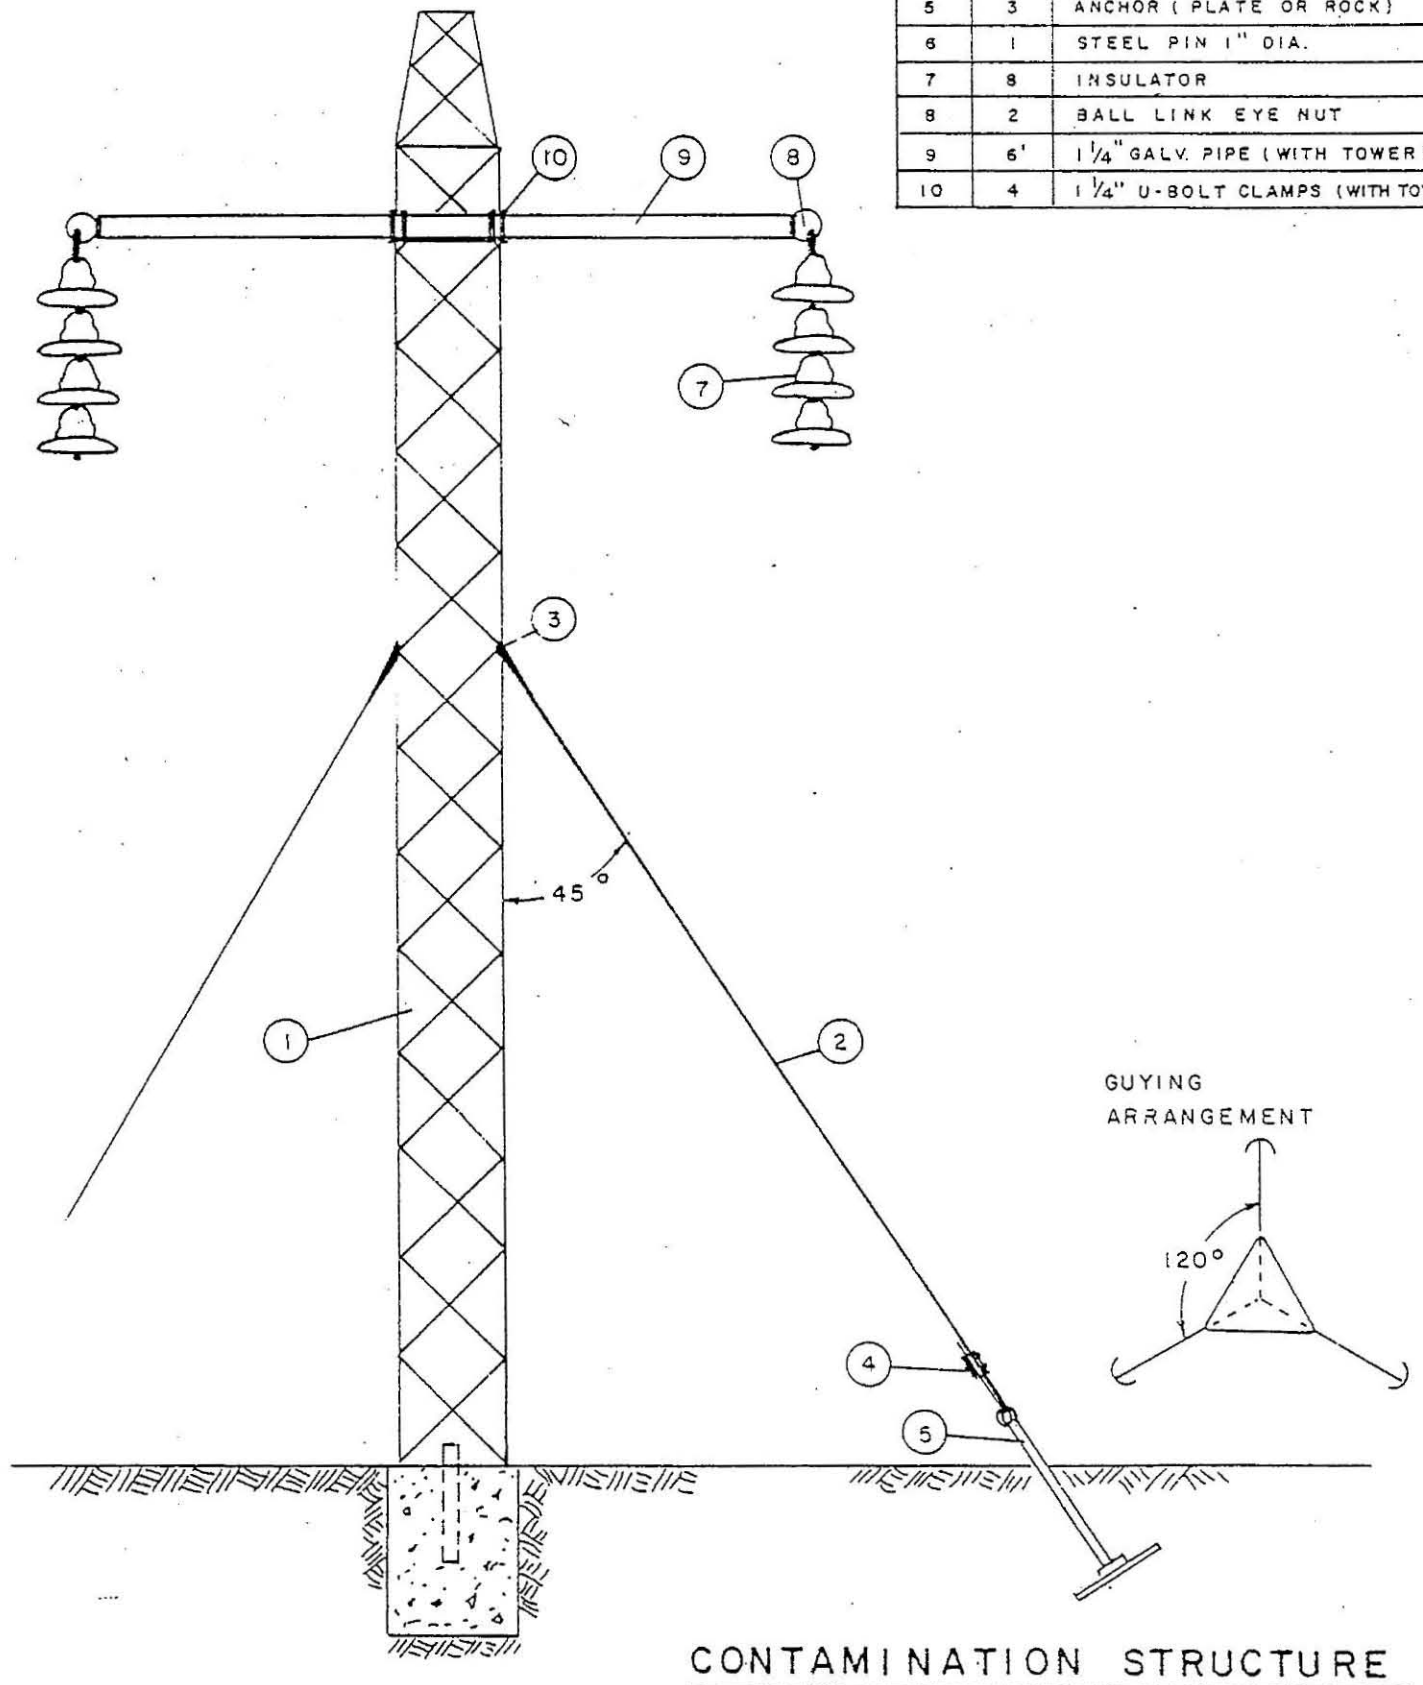 5 3 ANCHOR ( PLATE OR ROCK)
6 1 STEEL PIN 1" DIA.
7 8 INSULATOR
8 2 BALL LINK EYE NUT
9 6' 1 1/4" GALV. PIPE (WITH TOWER
10 4 1 1/4" U-BOLT CLAMPS (WITH
10
9
8
7
3
45°
1
2
GUYING
ARRANGEMENT
120°
4
5
CONTAMINATION STRUCTURE